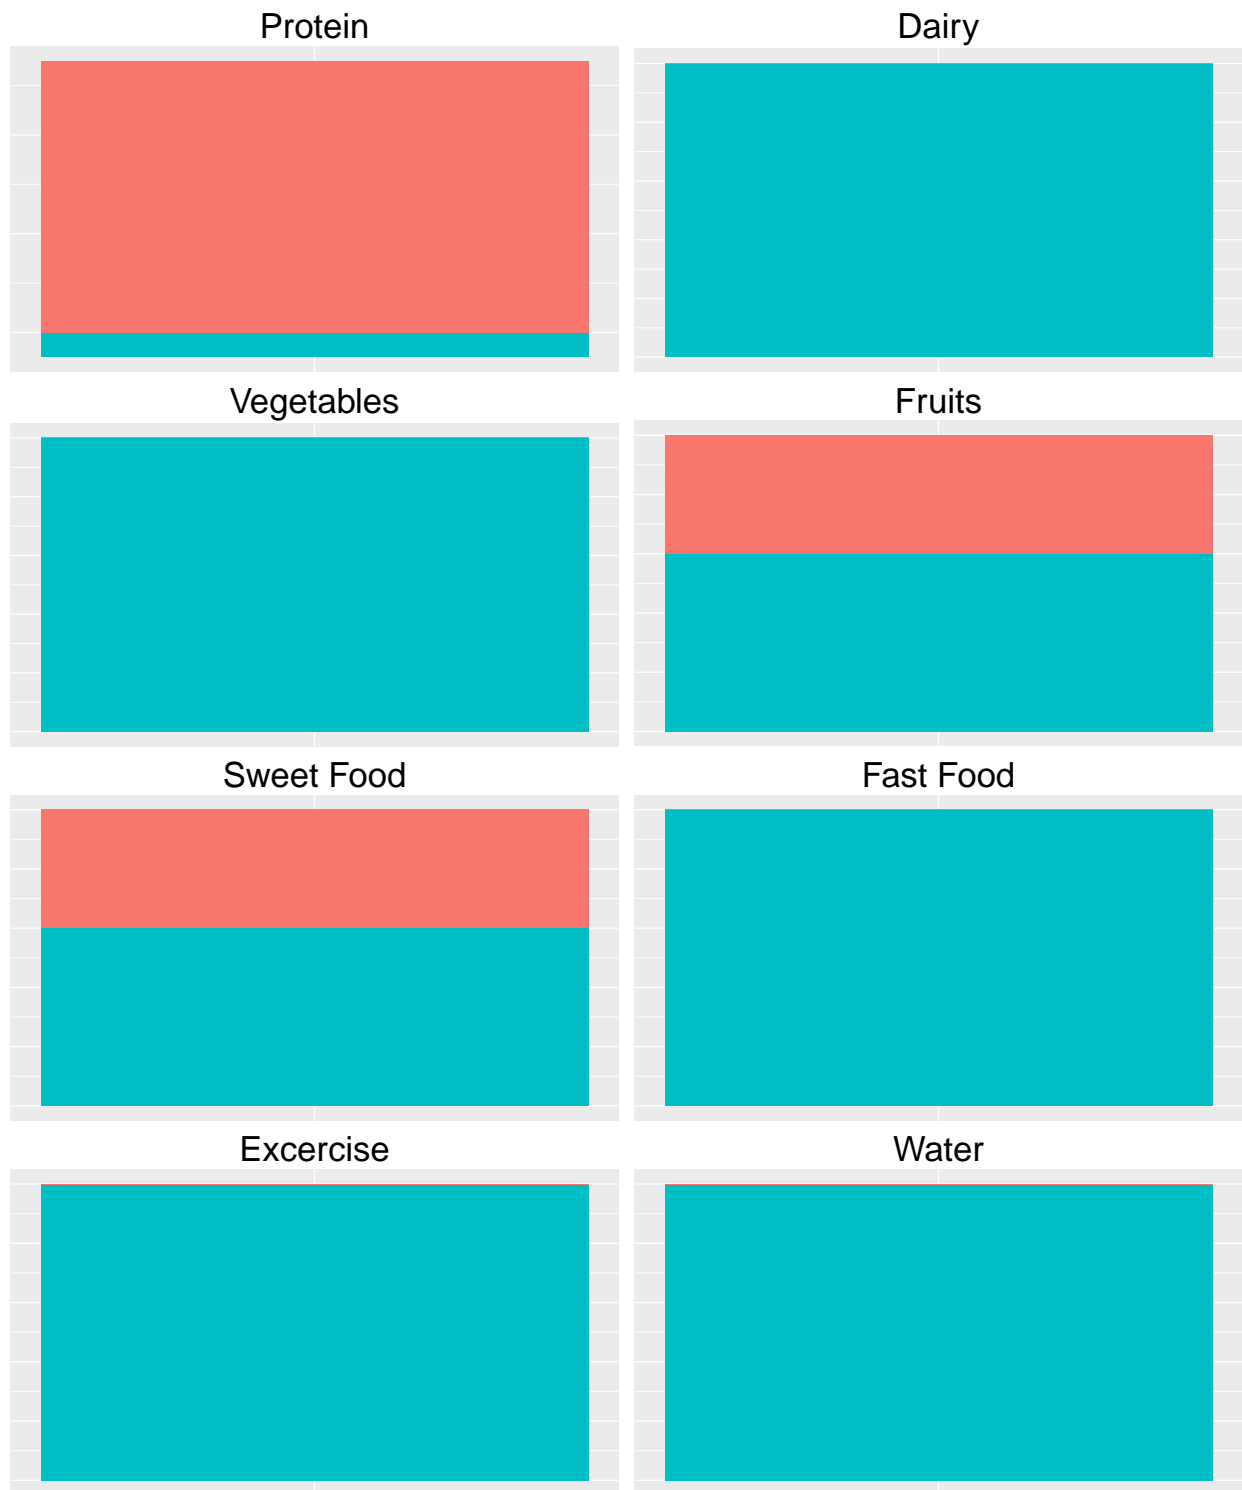 Protein
Dairy
Vegetables
Fruits
Sweet Food
Fast Food
Excercise
Water